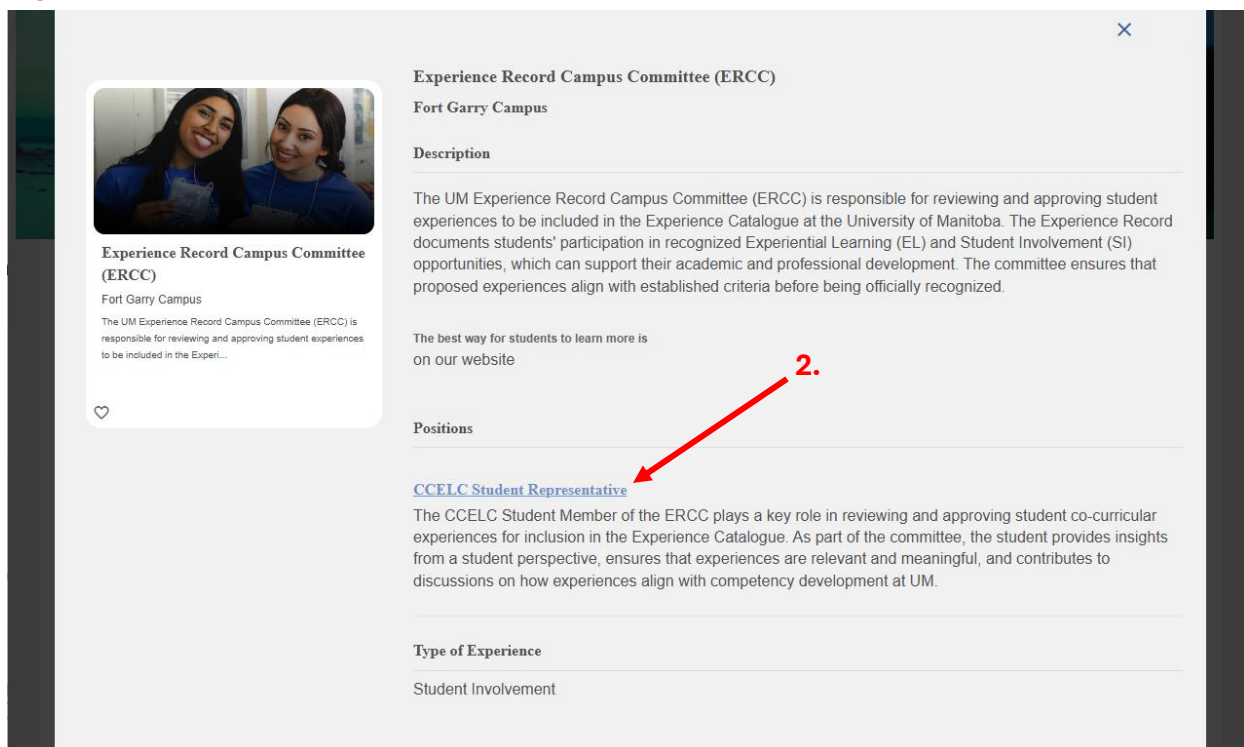 Experience Record Campus Committee
(ERCC)
Fort Garry Campus
The UM Experience Record Campus Committee (ERCC) is
responsible for reviewing and approving student experiences
to be included in the Experi...
Experience Record Campus Committee (ERCC)
Fort Garry Campus
Description
The UM Experience Record Campus Committee (ERCC) is responsible for reviewing and approving student
experiences to be included in the Experience Catalogue at the University of Manitoba. The Experience Record
documents students' participation in recognized Experiential Learning (EL) and Student Involvement (SI)
opportunities, which can support their academic and professional development. The committee ensures that
proposed experiences align with established criteria before being officially recognized.
The best way for students to learn more is
on our website
2.
Positions
CCELC Student Representative
The CCELC Student Member of the ERCC plays a key role in reviewing and approving student co-curricular
experiences for inclusion in the Experience Catalogue. As part of the committee, the student provides insights
from a student perspective, ensures that experiences are relevant and meaningful, and contributes to
discussions on how experiences align with competency development at UM.
Type of Experience
Student Involvement